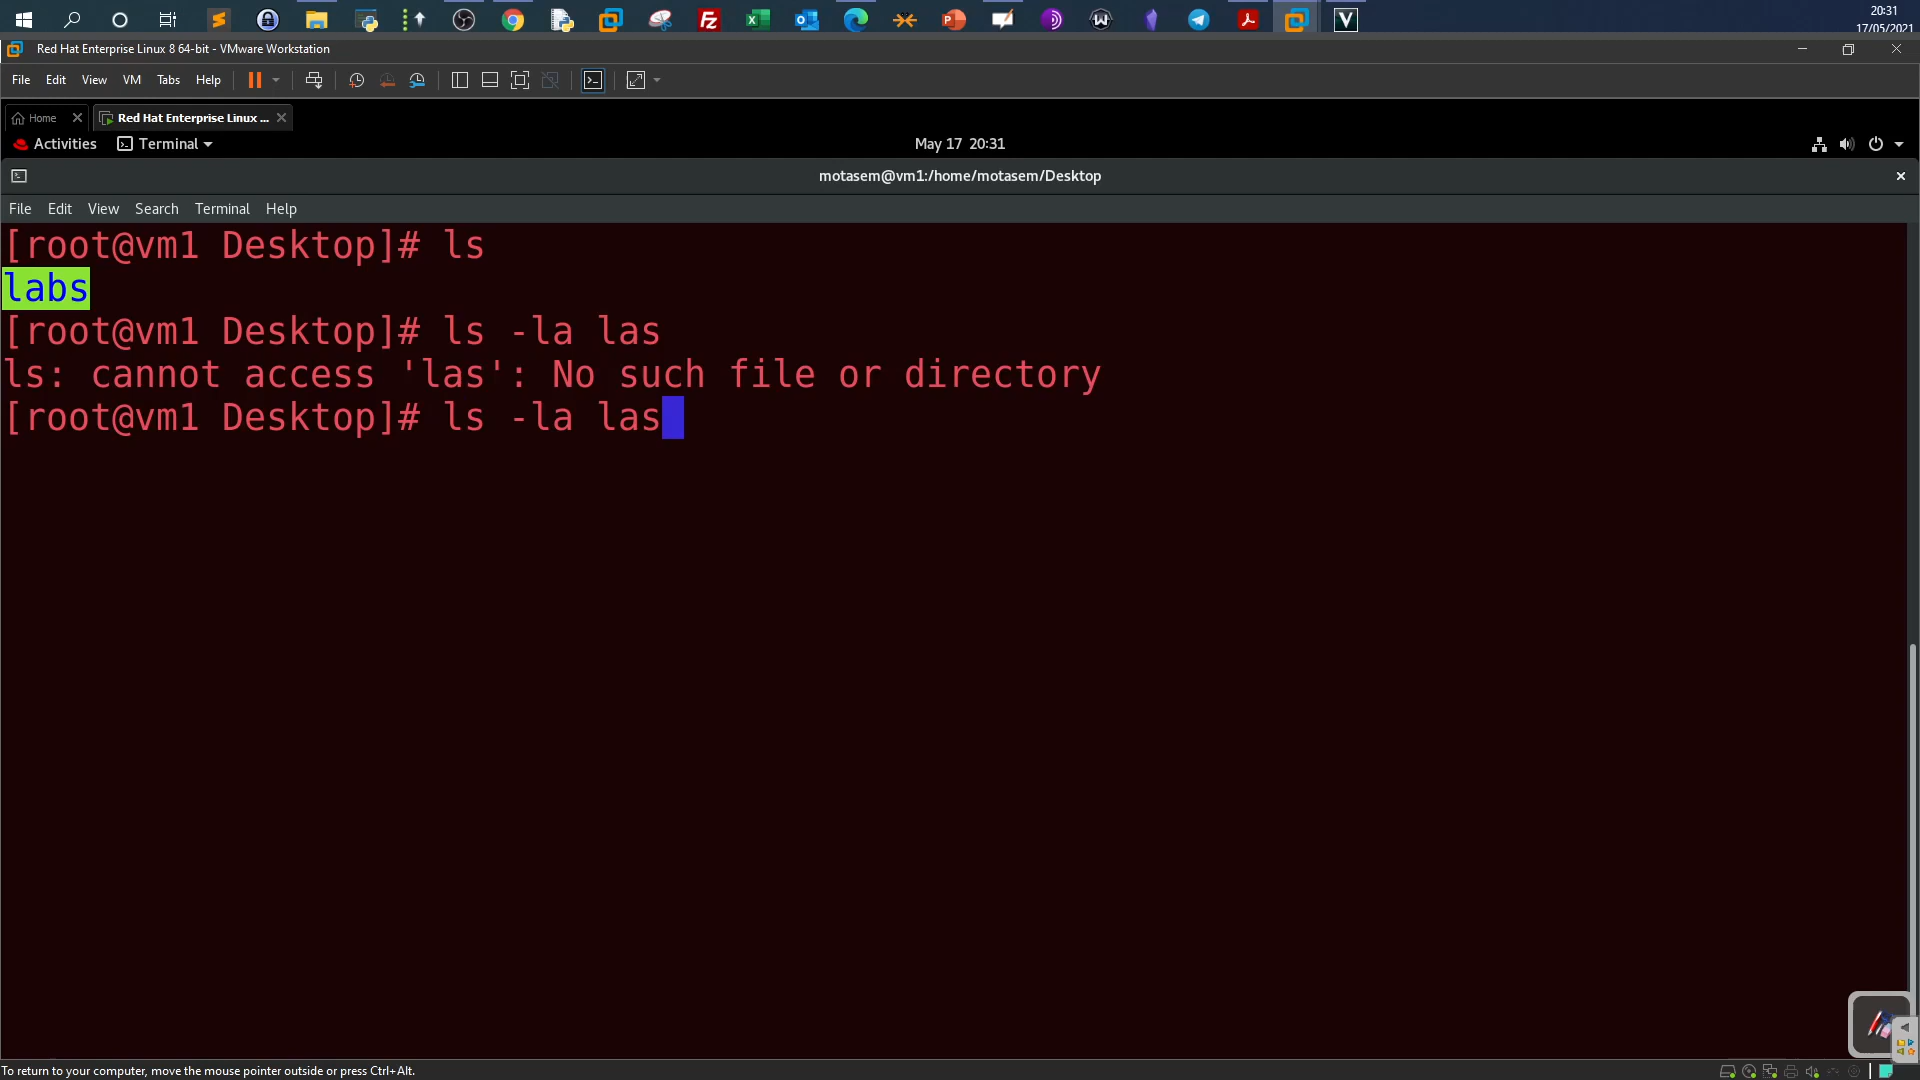 20:31
17/05/2021
Red Hat Enterprise Linux 8 64-bit - VMware Workstation
File Edit View VM Tabs Help
Home Red Hat Enterprise Linux ...
Activities Terminal May 17 20:31
motasem@vm1:/home/motasem/Desktop
File Edit View Search Terminal Help
[root@vm1 Desktop]# ls
labs
[root@vm1 Desktop]# ls -la las
ls: cannot access 'las': No such file or directory
[root@vm1 Desktop]# ls -la las
To return to your computer, move the mouse pointer outside or press Ctrl+Alt.